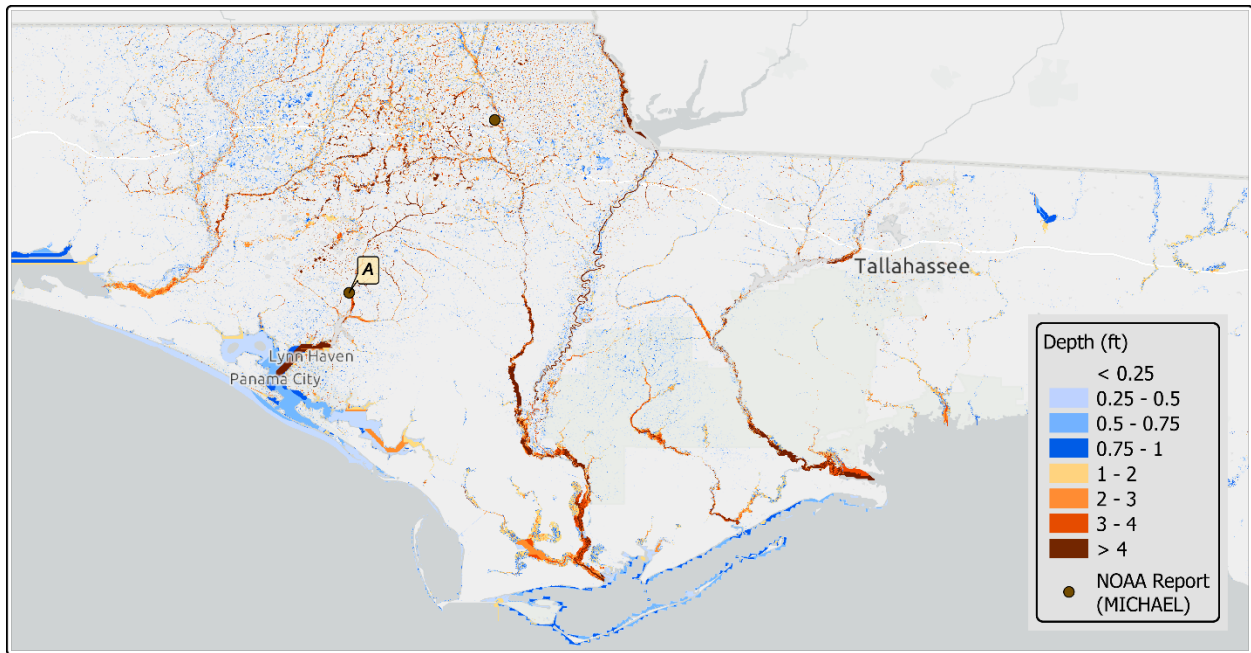 A
Tallahassee
Lynn Haven
Panama City
Depth (ft)
< 0.25
0.25 - 0.5
0.5 - 0.75
0.75 - 1
1 - 2
2 - 3
3 - 4
> 4
NOAA Report
(MICHAEL)